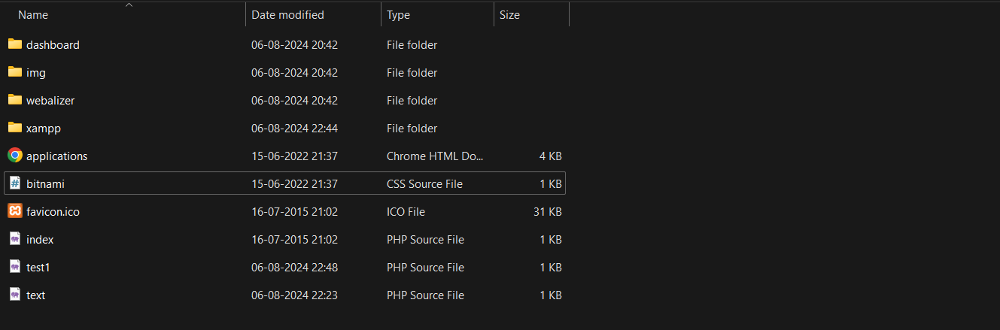 Name Date modified Type Size
dashboard 06-08-2024 20:42 File folder
img 06-08-2024 20:42 File folder
webalizer 06-08-2024 20:42 File folder
xampp 06-08-2024 22:44 File folder
applications 15-06-2022 21:37 Chrome HTML Do... 4 KB
bitnami 15-06-2022 21:37 CSS Source File 1 KB
favicon.ico 16-07-2015 21:02 ICO File 31 KB
index 16-07-2015 21:02 PHP Source File 1 KB
test1 06-08-2024 22:48 PHP Source File 1 KB
text 06-08-2024 22:23 PHP Source File 1 KB